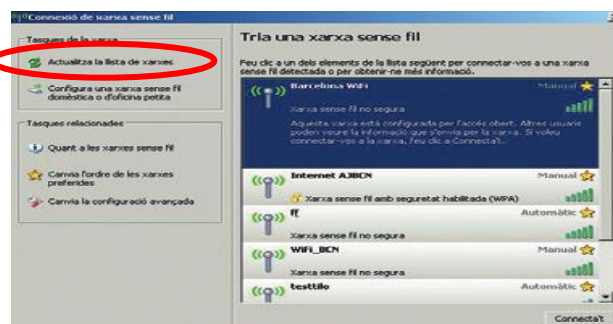 Connexió de xarxa sense fil
Tasques de la xarxa
Actualitza la llista de xarxes
Configura una xarxa sense fil
domèstica o d'oficina petita
Tasques relacionades
Quant a les xarxes sense fil
Canvia l'ordre de les xarxes
preferides
Canvia la configuració avançada
Tria una xarxa sense fil
Feu clic a un dels elements de la llista següent per connectar-vos a una xarxa
sense fil detectada o per obtenir-ne més informació.
Barcelona WiFi Manual
Xarxa sense fil no segura
Aquesta xarxa està configurada per l'accés obert. Altres usuaris
poden veure la informació que s'envia per la xarxa. Si voleu
connectar-vos a la xarxa, feu clic a Connecta't.
Internet AJBCN Manual
Xarxa sense fil amb seguretat habilitada (WPA)
Automàtic
Xarxa sense fil no segura
WiFi_BCN Manual
Xarxa sense fil no segura
testtilo Automàtic
Connecta't